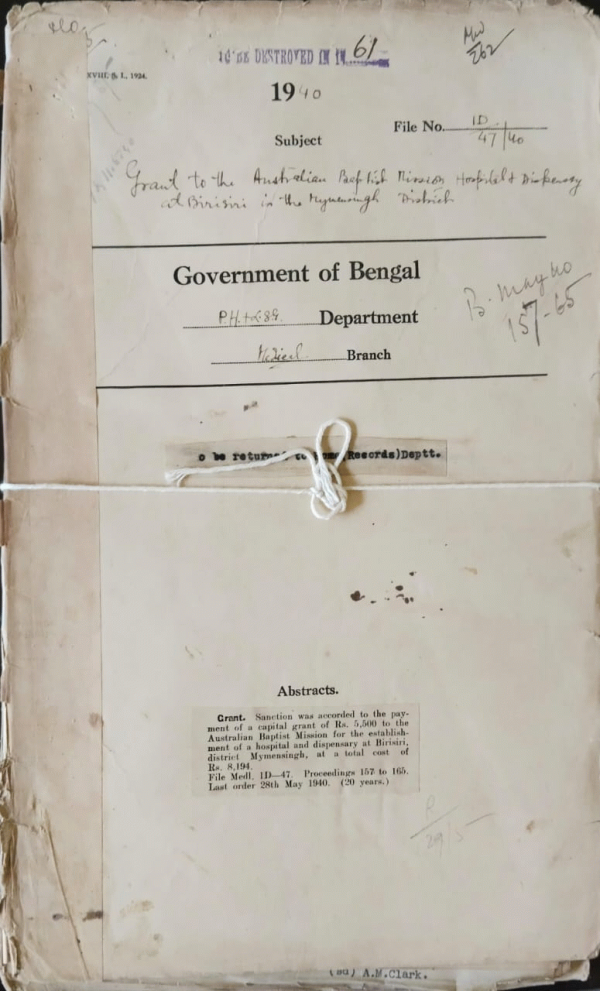 TO BE DESTROYED IN 19 61
XVIII. & I., 1924.
1940
File No. 1D
47/40
Subject
Grant to the Australian Baptist Mission Hospital & Dispensary
at Birisiri in the Mymensingh District
Government of Bengal
P.H. & LSG. Department
Medical Branch
B. May 40
157-65
o be returned to Home (Records) Deptt.
Abstracts.
Grant. Sanction was accorded to the pay-
ment of a capital grant of Rs. 5,500 to the
Australian Baptist Mission for the establish-
ment of a hospital and dispensary at Birisiri,
district Mymensingh, at a total cost of
Rs. 8,194.
File Medl. 1D—47. Proceedings 157 to 165.
Last order 28th May 1940. (20 years.)
29/5
(Sd) A.M.Clark.